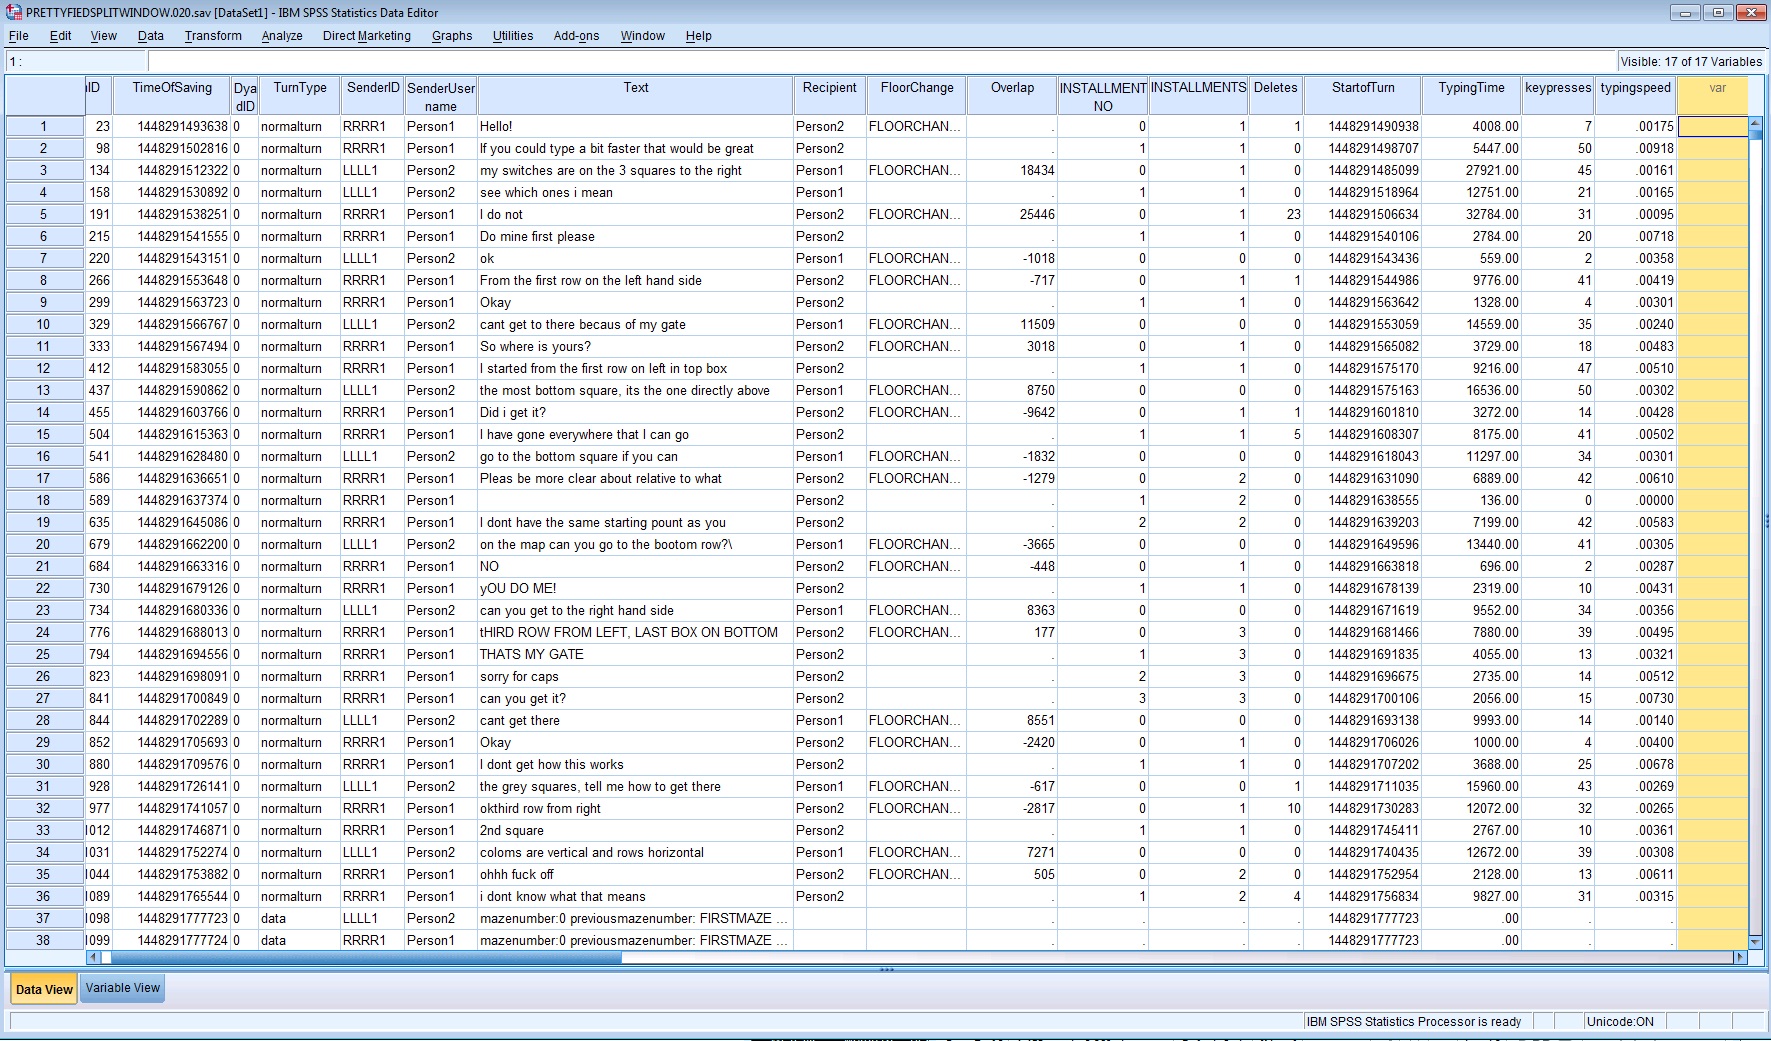 PRETTYFIEDSPLITWINDOW.020.sav [DataSet1] - IBM SPSS Statistics Data Editor
File Edit View Data Transform Analyze Direct Marketing Graphs Utilities Add-ons Window Help
1 : Visible: 17 of 17 Variables
ID TimeOfSaving DyadID TurnType SenderID SenderUsername Text Recipient FloorChange Overlap INSTALLMENTNO INSTALLMENTS Deletes StartofTurn TypingTime keypresses typingspeed var
1 23 1448291493638 0 normalturn RRRR1 Person1 Hello! Person2 FLOORCHAN... 0 1 1 1448291490938 4008.00 7 .00175
2 98 1448291502816 0 normalturn RRRR1 Person1 If you could type a bit faster that would be great Person2 . 1 1 0 1448291498707 5447.00 50 .00918
3 134 1448291512322 0 normalturn LLLL1 Person2 my switches are on the 3 squares to the right Person1 FLOORCHAN... 18434 0 1 0 1448291485099 27921.00 45 .00161
4 158 1448291530892 0 normalturn LLLL1 Person2 see which ones i mean Person1 . 1 1 0 1448291518964 12751.00 21 .00165
5 191 1448291538251 0 normalturn RRRR1 Person1 I do not Person2 FLOORCHAN... 25446 0 1 23 1448291506634 32784.00 31 .00095
6 215 1448291541555 0 normalturn RRRR1 Person1 Do mine first please Person2 . 1 1 0 1448291540106 2784.00 20 .00718
7 220 1448291543151 0 normalturn LLLL1 Person2 ok Person1 FLOORCHAN... -1018 0 0 0 1448291543436 559.00 2 .00358
8 266 1448291553648 0 normalturn RRRR1 Person1 From the first row on the left hand side Person2 FLOORCHAN... -717 0 1 1 1448291544986 9776.00 41 .00419
9 299 1448291563723 0 normalturn RRRR1 Person1 Okay Person2 . 1 1 0 1448291563642 1328.00 4 .00301
10 329 1448291566767 0 normalturn LLLL1 Person2 cant get to there becaus of my gate Person1 FLOORCHAN... 11509 0 0 0 1448291553059 14559.00 35 .00240
11 333 1448291567494 0 normalturn RRRR1 Person1 So where is yours? Person2 FLOORCHAN... 3018 0 1 0 1448291565082 3729.00 18 .00483
12 412 1448291583055 0 normalturn RRRR1 Person1 I started from the first row on left in top box Person2 . 1 1 0 1448291575170 9216.00 47 .00510
13 437 1448291590862 0 normalturn LLLL1 Person2 the most bottom square, its the one directly above Person1 FLOORCHAN... 8750 0 0 0 1448291575163 16536.00 50 .00302
14 455 1448291603766 0 normalturn RRRR1 Person1 Did i get it? Person2 FLOORCHAN... -9642 0 1 1 1448291601810 3272.00 14 .00428
15 504 1448291615363 0 normalturn RRRR1 Person1 I have gone everywhere that I can go Person2 . 1 1 5 1448291608307 8175.00 41 .00502
16 541 1448291628480 0 normalturn LLLL1 Person2 go to the bottom square if you can Person1 FLOORCHAN... -1832 0 0 0 1448291618043 11297.00 34 .00301
17 586 1448291636651 0 normalturn RRRR1 Person1 Pleas be more clear about relative to what Person2 FLOORCHAN... -1279 0 2 0 1448291631090 6889.00 42 .00610
18 589 1448291637374 0 normalturn RRRR1 Person1 Person2 . 1 2 0 1448291638555 136.00 0 .00000
19 635 1448291645086 0 normalturn RRRR1 Person1 I dont have the same starting pount as you Person2 . 2 2 0 1448291639203 7199.00 42 .00583
20 679 1448291662200 0 normalturn LLLL1 Person2 on the map can you go to the bootom row?\ Person1 FLOORCHAN... -3665 0 0 0 1448291649596 13440.00 41 .00305
21 684 1448291663316 0 normalturn RRRR1 Person1 NO Person2 FLOORCHAN... -448 0 1 0 1448291663818 696.00 2 .00287
22 730 1448291679126 0 normalturn RRRR1 Person1 yOU DO ME! Person2 . 1 1 0 1448291678139 2319.00 10 .00431
23 734 1448291680336 0 normalturn LLLL1 Person2 can you get to the right hand side Person1 FLOORCHAN... 8363 0 0 0 1448291671619 9552.00 34 .00356
24 776 1448291688013 0 normalturn RRRR1 Person1 tHIRD ROW FROM LEFT, LAST BOX ON BOTTOM Person2 FLOORCHAN... 177 0 3 0 1448291681466 7880.00 39 .00495
25 794 1448291694556 0 normalturn RRRR1 Person1 THATS MY GATE Person2 . 1 3 0 1448291691835 4055.00 13 .00321
26 823 1448291698091 0 normalturn RRRR1 Person1 sorry for caps Person2 . 2 3 0 1448291696675 2735.00 14 .00512
27 841 1448291700849 0 normalturn RRRR1 Person1 can you get it? Person2 . 3 3 0 1448291700106 2056.00 15 .00730
28 844 1448291702289 0 normalturn LLLL1 Person2 cant get there Person1 FLOORCHAN... 8551 0 0 0 1448291693138 9993.00 14 .00140
29 852 1448291705693 0 normalturn RRRR1 Person1 Okay Person2 FLOORCHAN... -2420 0 1 0 1448291706026 1000.00 4 .00400
30 880 1448291709576 0 normalturn RRRR1 Person1 I dont get how this works Person2 . 1 1 0 1448291707202 3688.00 25 .00678
31 928 1448291726141 0 normalturn LLLL1 Person2 the grey squares, tell me how to get there Person1 FLOORCHAN... -617 0 0 1 1448291711035 15960.00 43 .00269
32 977 1448291741057 0 normalturn RRRR1 Person1 okthird row from right Person2 FLOORCHAN... -2817 0 1 10 1448291730283 12072.00 32 .00265
33 1012 1448291746871 0 normalturn RRRR1 Person1 2nd square Person2 . 1 1 0 1448291745411 2767.00 10 .00361
34 1031 1448291752274 0 normalturn LLLL1 Person2 coloms are vertical and rows horizontal Person1 FLOORCHAN... 7271 0 0 0 1448291740435 12672.00 39 .00308
35 1044 1448291753882 0 normalturn RRRR1 Person1 ohhh fuck off Person2 FLOORCHAN... 505 0 2 0 1448291752954 2128.00 13 .00611
36 1089 1448291765544 0 normalturn RRRR1 Person1 i dont know what that means Person2 . 1 2 4 1448291756834 9827.00 31 .00315
37 1098 1448291777723 0 data LLLL1 Person2 mazenumber:0 previousmazenumber: FIRSTMAZE ... . . . . 1448291777723 .00 . .
38 1099 1448291777724 0 data RRRR1 Person1 mazenumber:0 previousmazenumber: FIRSTMAZE ... . . . . 1448291777723 .00 . .
Data View Variable View
IBM SPSS Statistics Processor is ready Unicode:ON